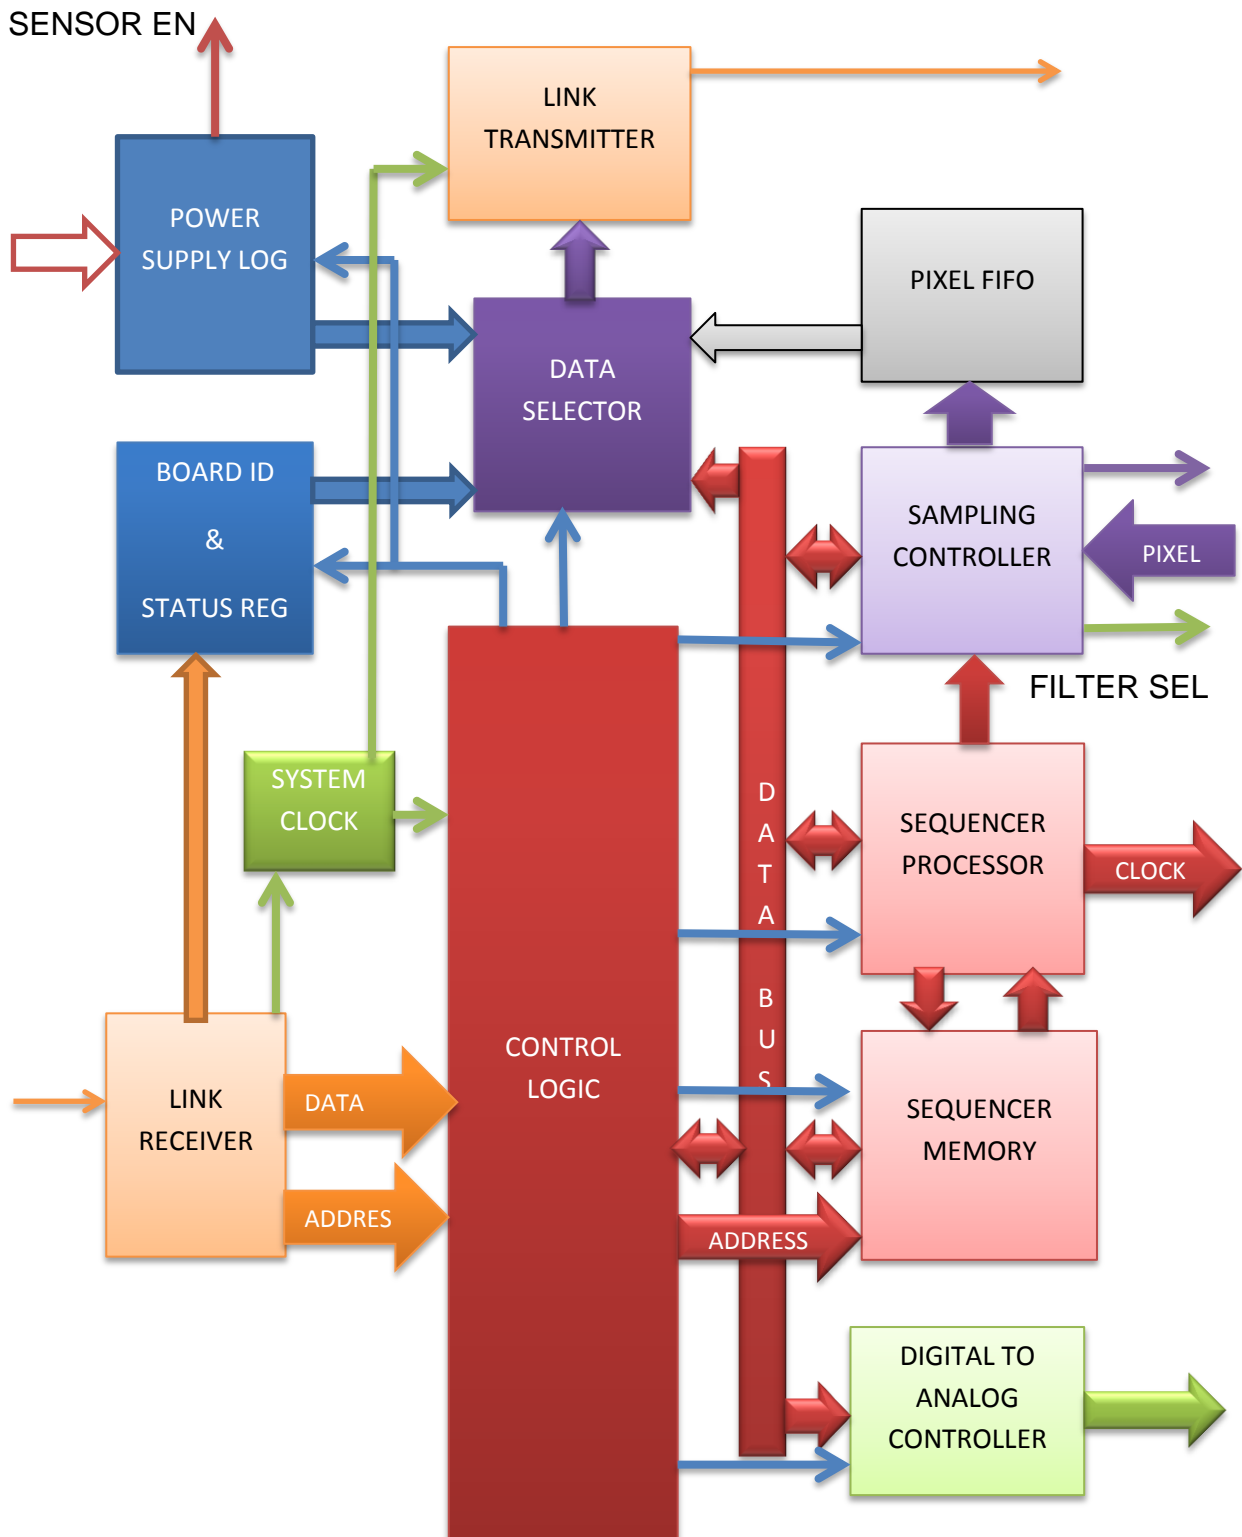 SENSOR EN
LINK
TRANSMITTER
POWER
SUPPLY LOG
PIXEL FIFO
DATA
SELECTOR
BOARD ID
&
STATUS REG
SAMPLING
CONTROLLER
PIXEL
FILTER SEL
SYSTEM
CLOCK
D
A
T
A
B
U
S
SEQUENCER
PROCESSOR
CLOCK
CONTROL
LOGIC
LINK
RECEIVER
DATA
ADDRES
SEQUENCER
MEMORY
ADDRESS
DIGITAL TO
ANALOG
CONTROLLER